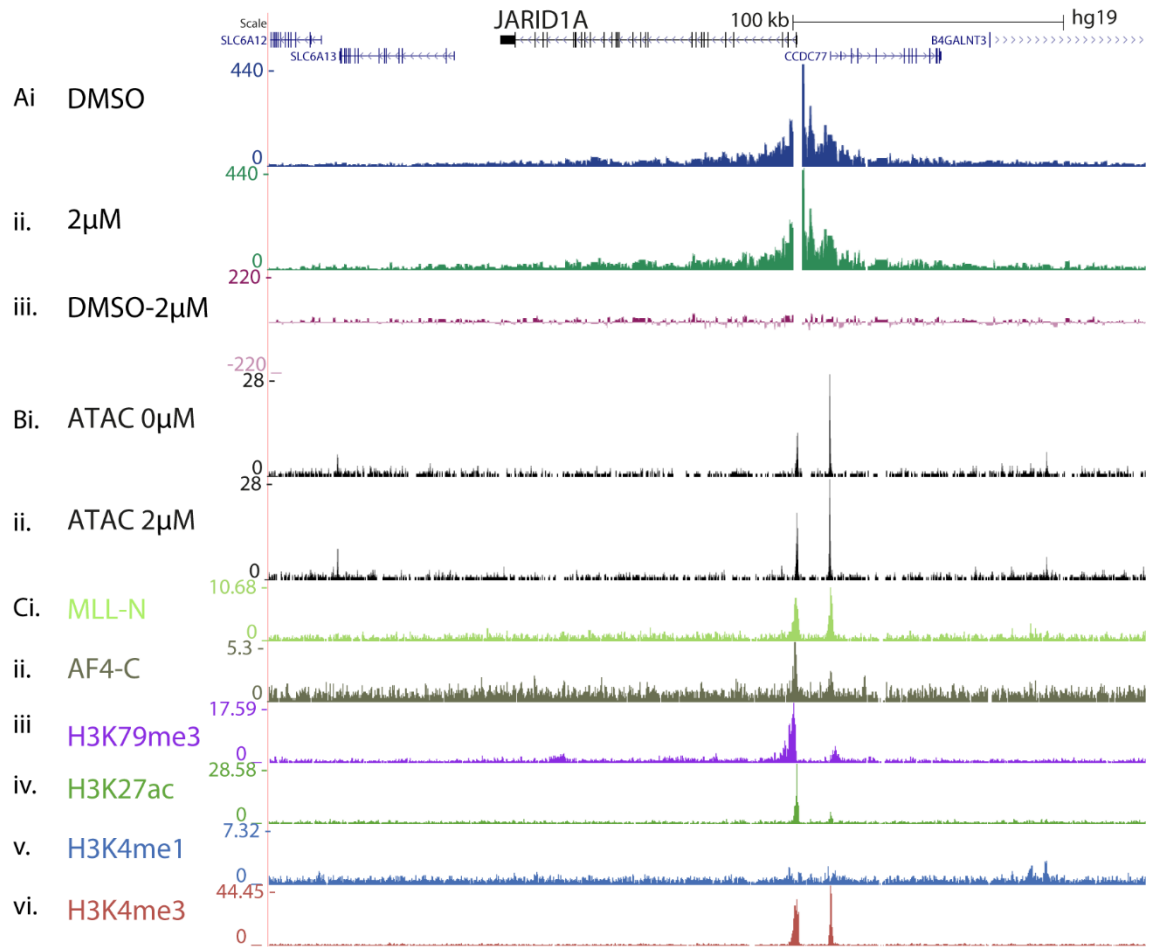 Scale
JARID1A
100 kb
hg19
SLC6A12
B4GALNT3
SLC6A13
CCDC77
440
Ai DMSO
0
440
ii. 2µM
0
220
iii. DMSO-2µM
-220
28
Bi. ATAC 0µM
0
28
ii. ATAC 2µM
0
10.68
Ci. MLL-N
0
5.3
ii. AF4-C
0
17.59
iii H3K79me3
0
28.58
iv. H3K27ac
0
7.32
v. H3K4me1
0
44.45
vi. H3K4me3
0